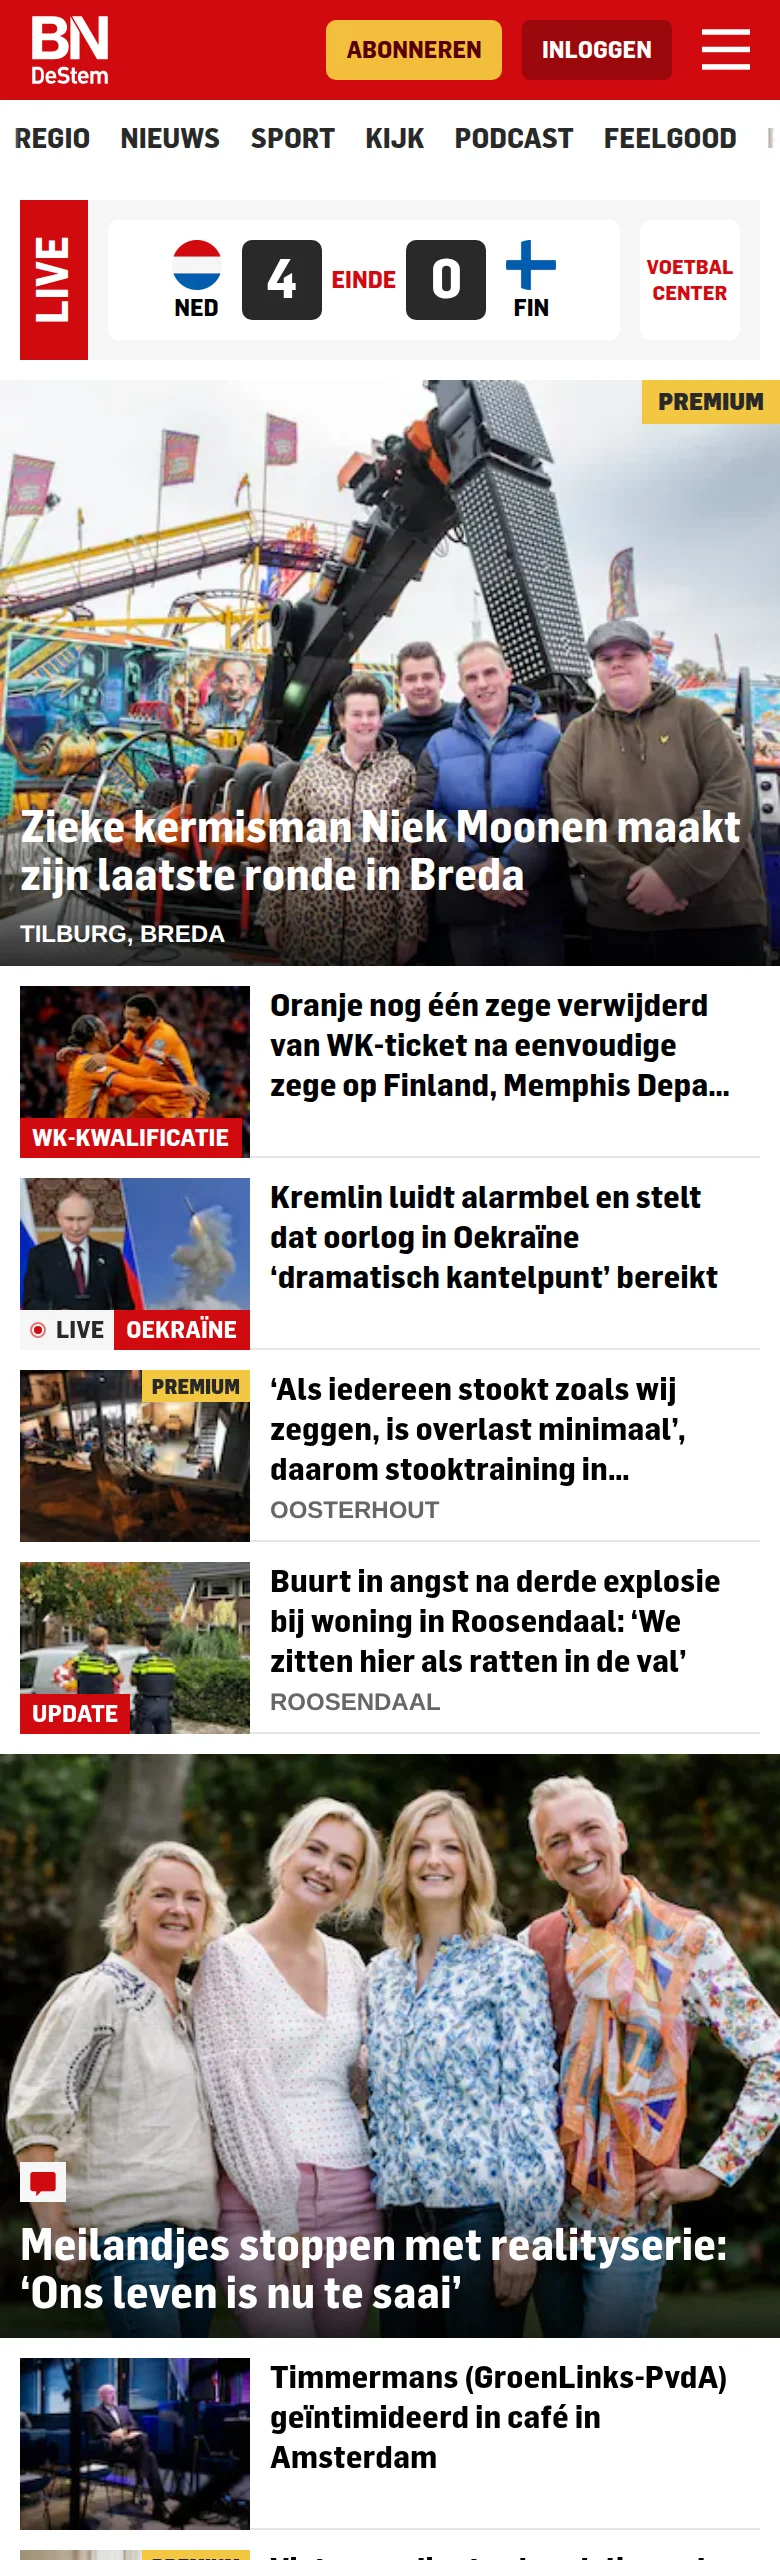 BN
DeStem
ABONNEREN
INLOGGEN
REGIO NIEUWS SPORT KIJK PODCAST FEELGOOD
LIVE
NED
4
EINDE
0
FIN
VOETBAL
CENTER
PREMIUM
Zieke kermisman Niek Moonen maakt
zijn laatste ronde in Breda
TILBURG, BREDA
WK-KWALIFICATIE
Oranje nog één zege verwijderd
van WK-ticket na eenvoudige
zege op Finland, Memphis Depa...
LIVE OEKRAÏNE
Kremlin luidt alarmbel en stelt
dat oorlog in Oekraïne
‘dramatisch kantelpunt’ bereikt
PREMIUM
‘Als iedereen stookt zoals wij
zeggen, is overlast minimaal’,
daarom stooktraining in...
OOSTERHOUT
UPDATE
Buurt in angst na derde explosie
bij woning in Roosendaal: ‘We
zitten hier als ratten in de val’
ROOSENDAAL
Meilandjes stoppen met realityserie:
‘Ons leven is nu te saai’
Timmermans (GroenLinks-PvdA)
geïntimideerd in café in
Amsterdam